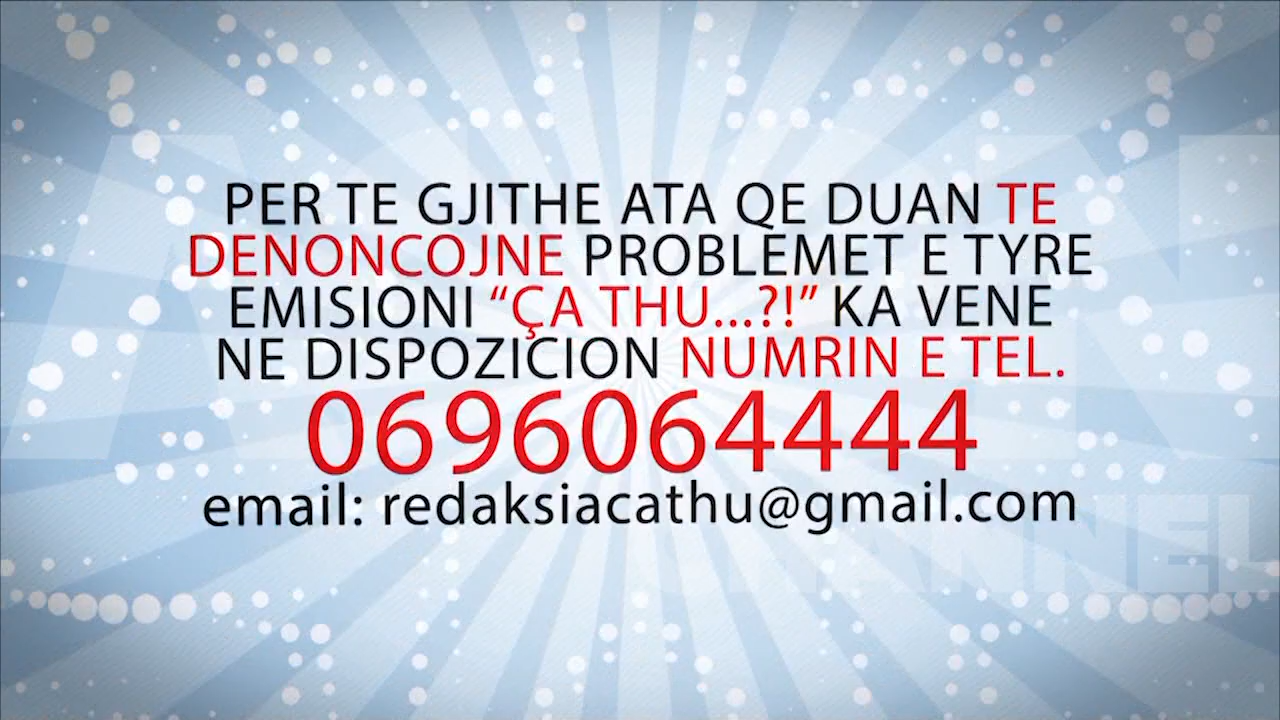 PER TE GJITHE ATA QE DUAN TE
DENONCOJNE PROBLEMET E TYRE
EMISIONI “ÇA THU...?!” KA VENE
NE DISPOZICION NUMRIN E TEL.
0696064444
email: redaksiacathu@gmail.com
CHANNEL